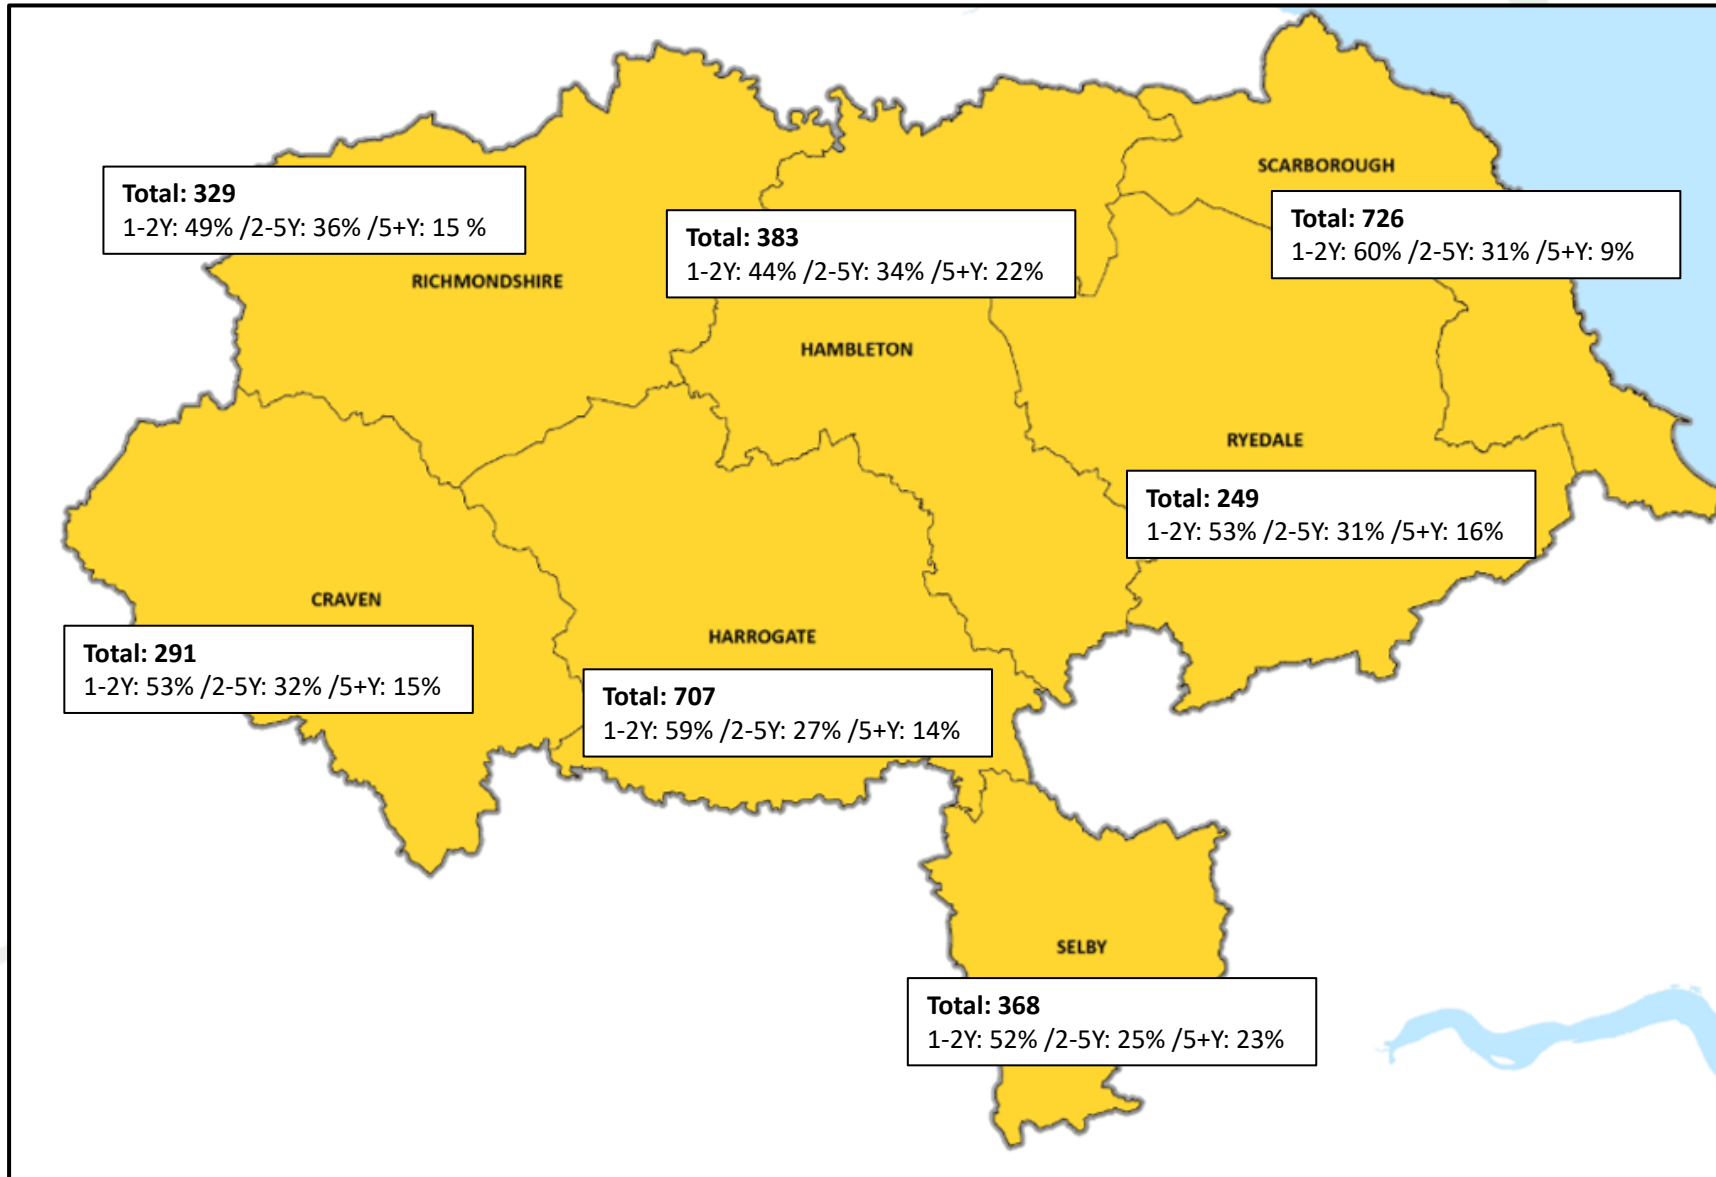 SCARBOROUGH
Total: 329
1-2Y: 49% /2-5Y: 36% /5+Y: 15 %
RICHMONDSHIRE
Total: 383
1-2Y: 44% /2-5Y: 34% /5+Y: 22%
HAMBLETON
Total: 726
1-2Y: 60% /2-5Y: 31% /5+Y: 9%
RYEDALE
Total: 249
1-2Y: 53% /2-5Y: 31% /5+Y: 16%
CRAVEN
Total: 291
1-2Y: 53% /2-5Y: 32% /5+Y: 15%
HARROGATE
Total: 707
1-2Y: 59% /2-5Y: 27% /5+Y: 14%
SELBY
Total: 368
1-2Y: 52% /2-5Y: 25% /5+Y: 23%